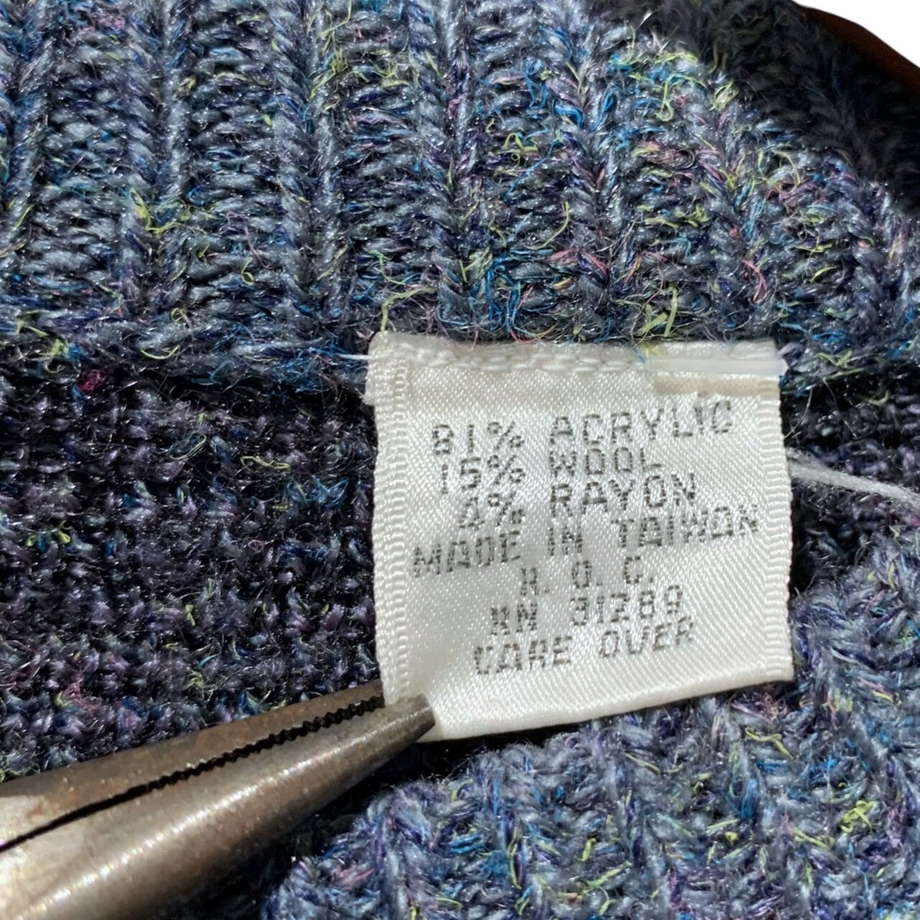 81% ACRYLIC
15% WOOL
4% RAYON
MADE IN TAIWAN
R. O. C.
RN 31289
CARE OVER